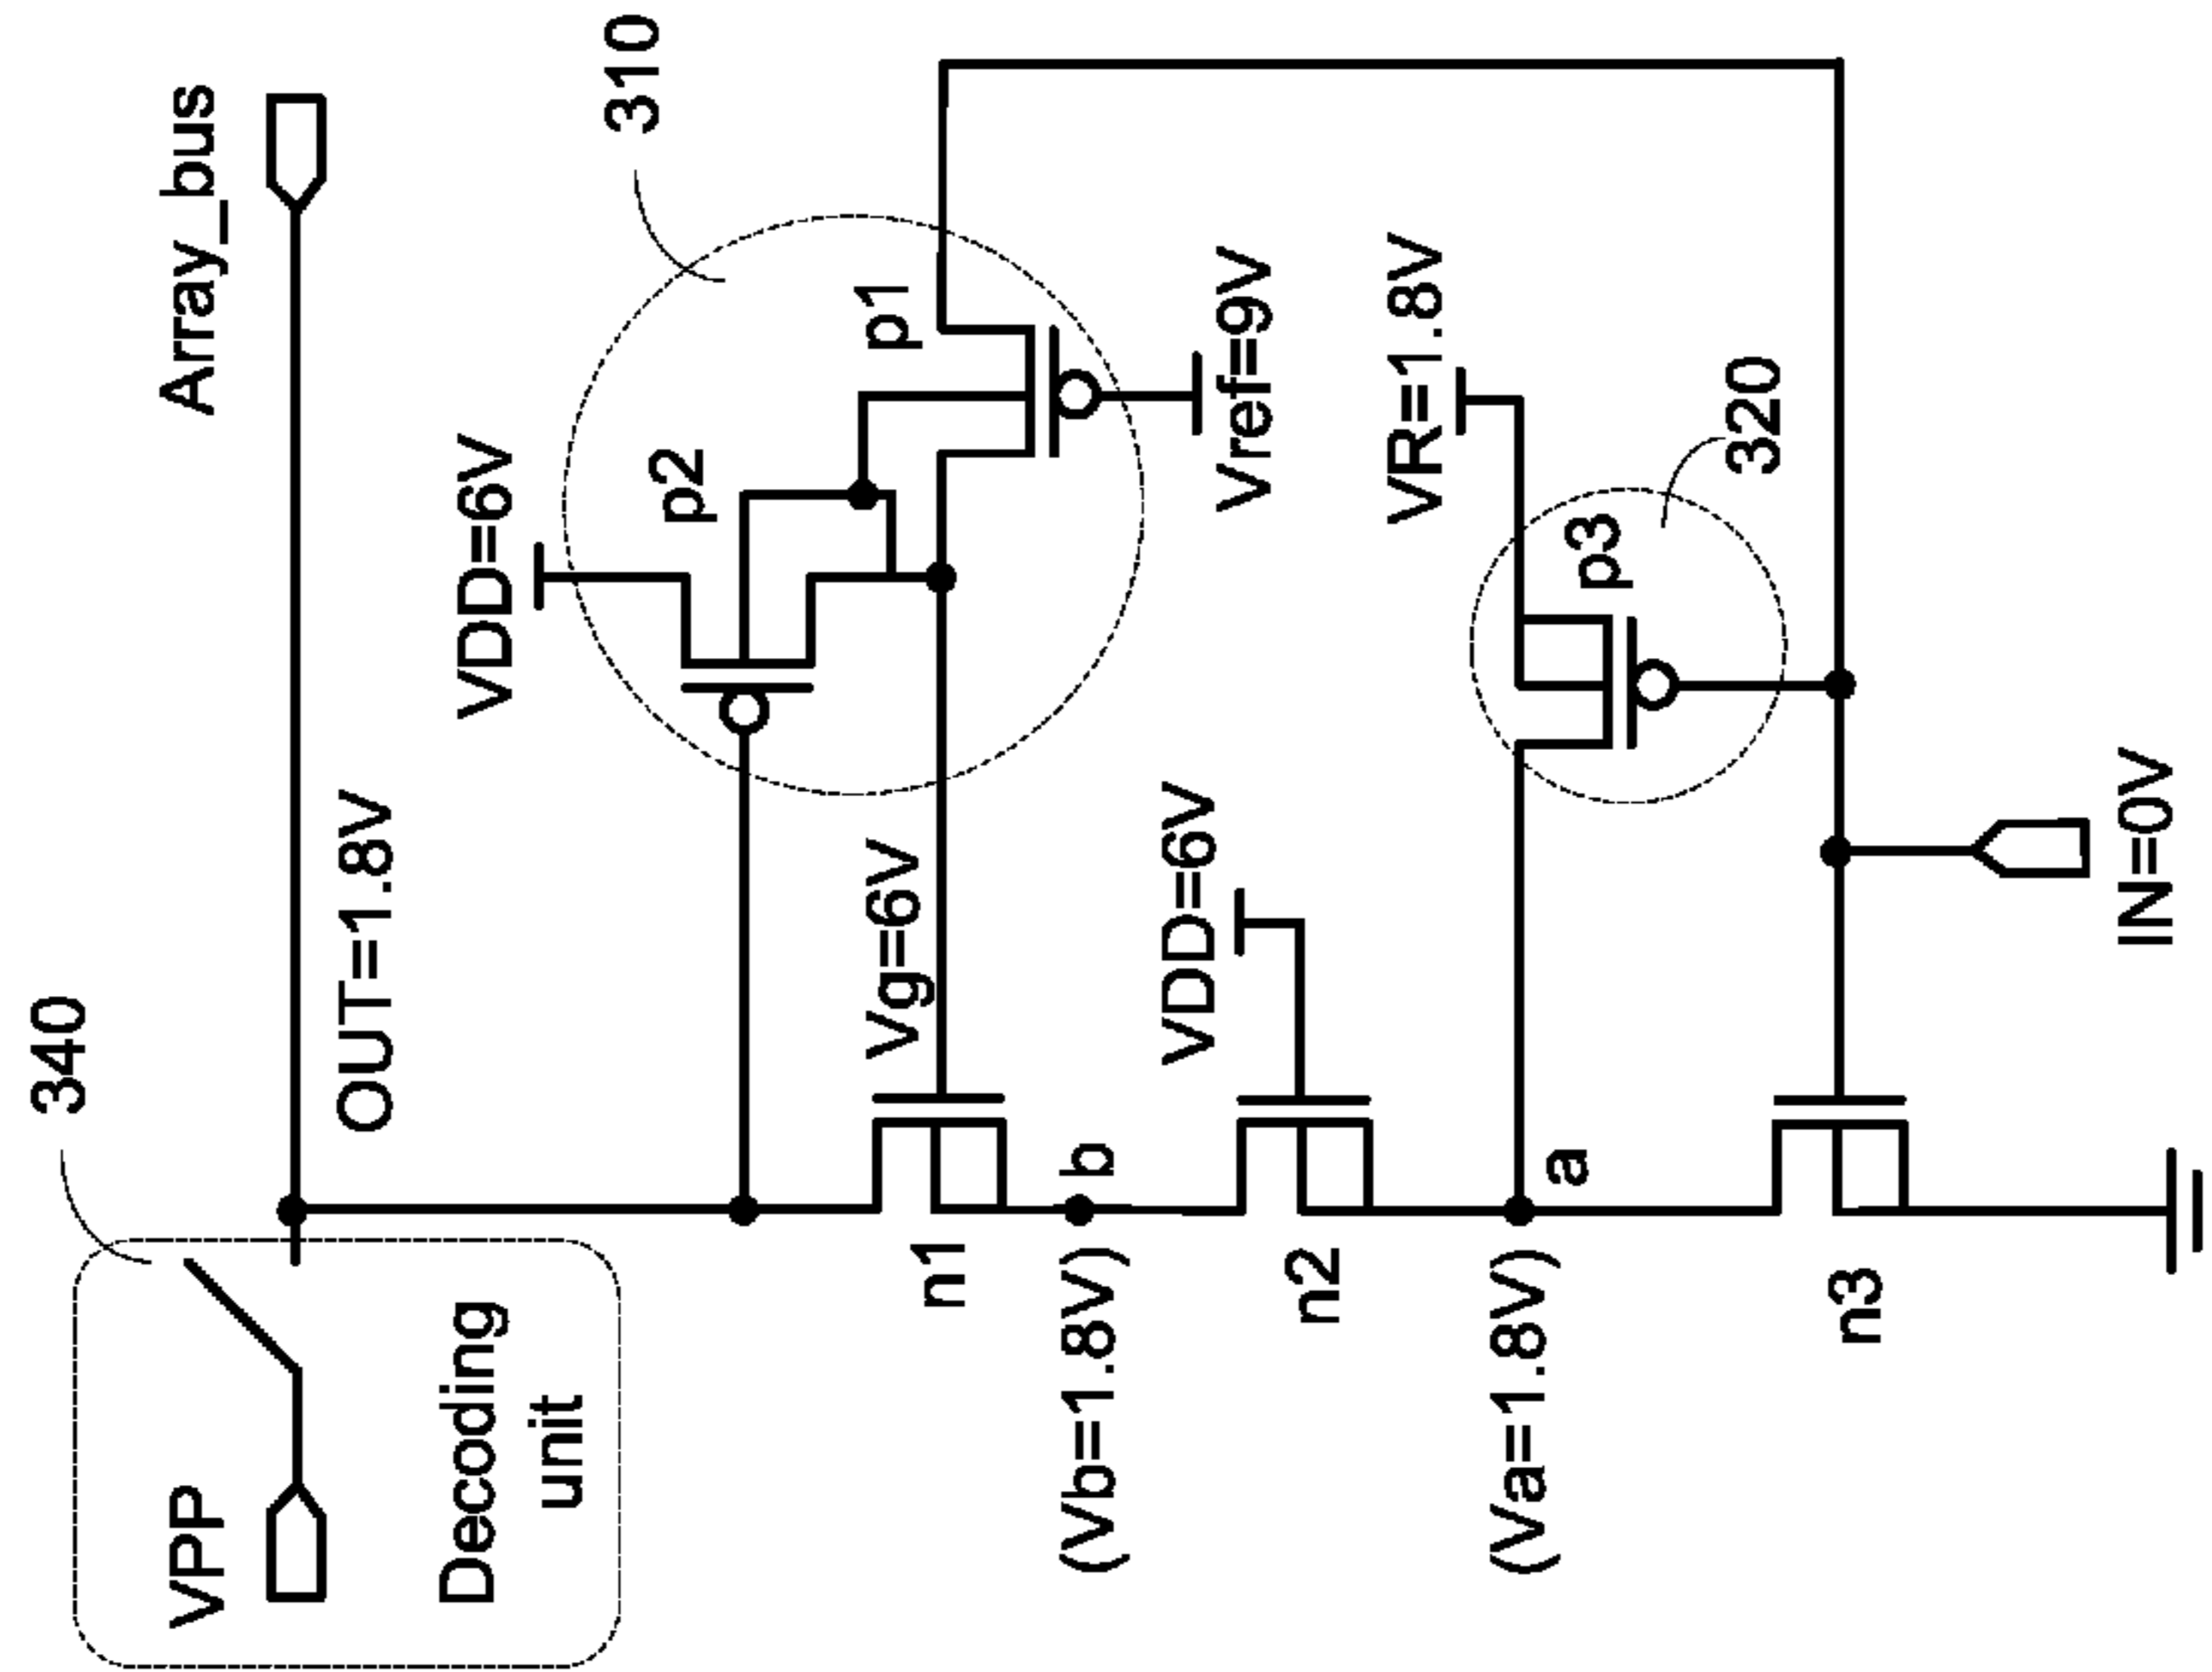 340
VPP
Decoding
unit
OUT=1.8V
Array_bus
310
VDD=6V
p2
p1
Vg=6V
Vref=9V
n1
b
(Vb=1.8V)
VDD=6V
n2
VR=1.8V
p3
320
a
(Va=1.8V)
n3
IN=0V